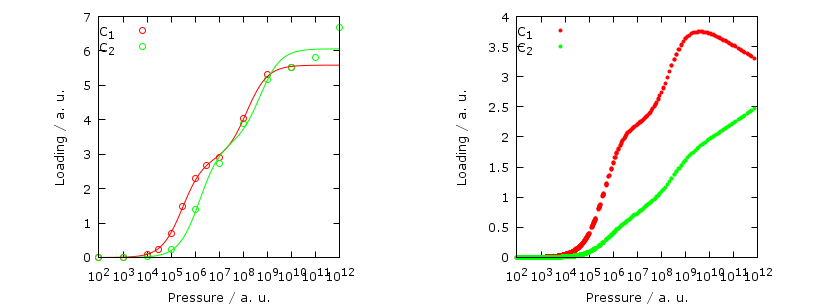 7
6
5
4
3
2
1
0
C₁
C₂
Loading / a. u.
10² 10³ 10⁴ 10⁵ 10⁶ 10⁷ 10⁸ 10⁹ 10¹⁰ 10¹¹ 10¹²
Pressure / a. u.
4
3.5
3
2.5
2
1.5
1
0.5
0
C₁
C₂
Loading / a. u.
10² 10³ 10⁴ 10⁵ 10⁶ 10⁷ 10⁸ 10⁹ 10¹⁰ 10¹¹ 10¹²
Pressure / a. u.